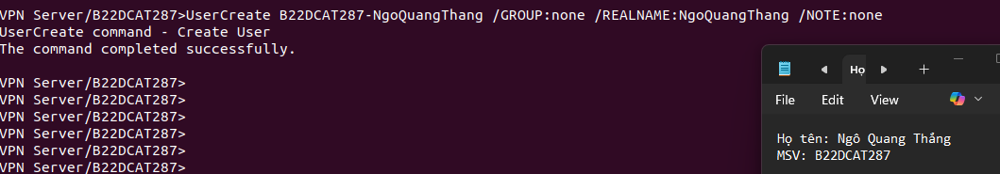 VPN Server/B22DCAT287>UserCreate B22DCAT287-NgoQuangThang /GROUP:none /REALNAME:NgoQuangThang /NOTE:none
UserCreate command - Create User
The command completed successfully.
VPN Server/B22DCAT287>
VPN Server/B22DCAT287>
VPN Server/B22DCAT287>
VPN Server/B22DCAT287>
VPN Server/B22DCAT287>
VPN Server/B22DCAT287>
Họ
File Edit View
Họ tên: Ngô Quang Thắng
MSV: B22DCAT287